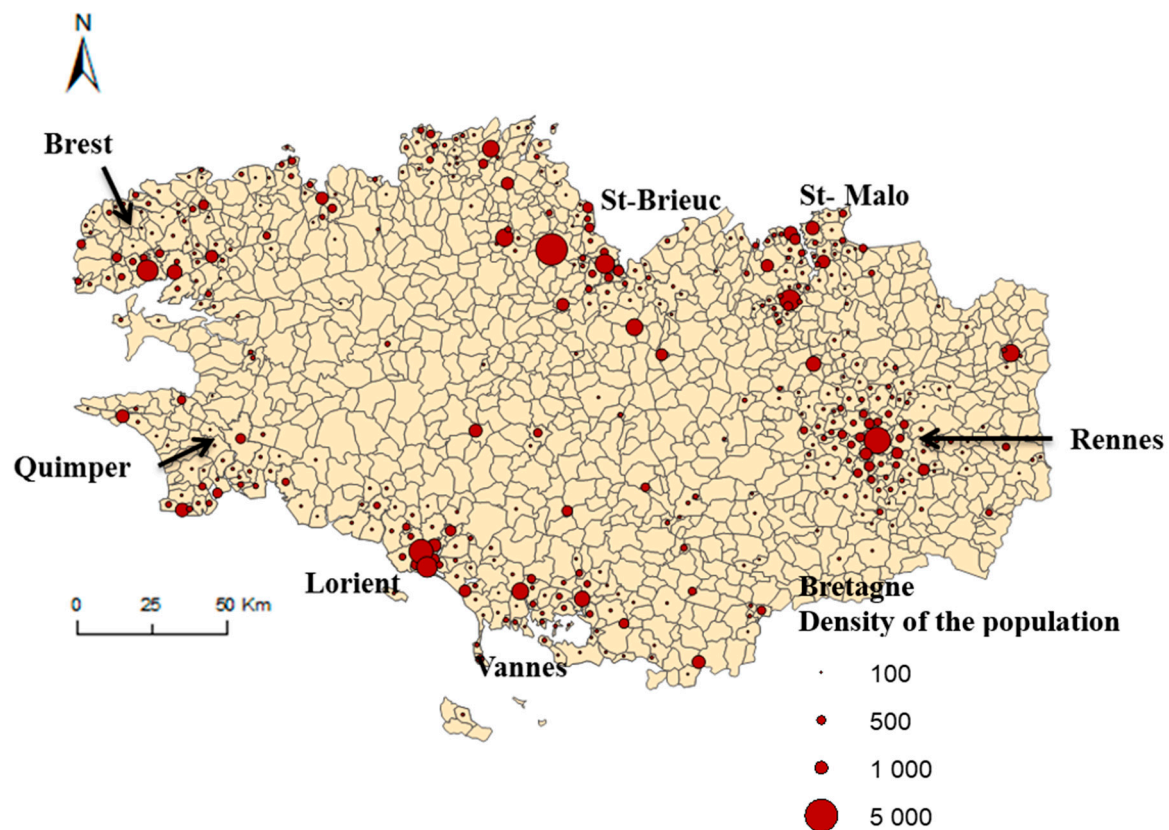 N
Brest
St-Brieuc
St- Malo
Quimper
Rennes
Lorient
Vannes
0 25 50 Km
Bretagne
Density of the population
100
500
1 000
5 000